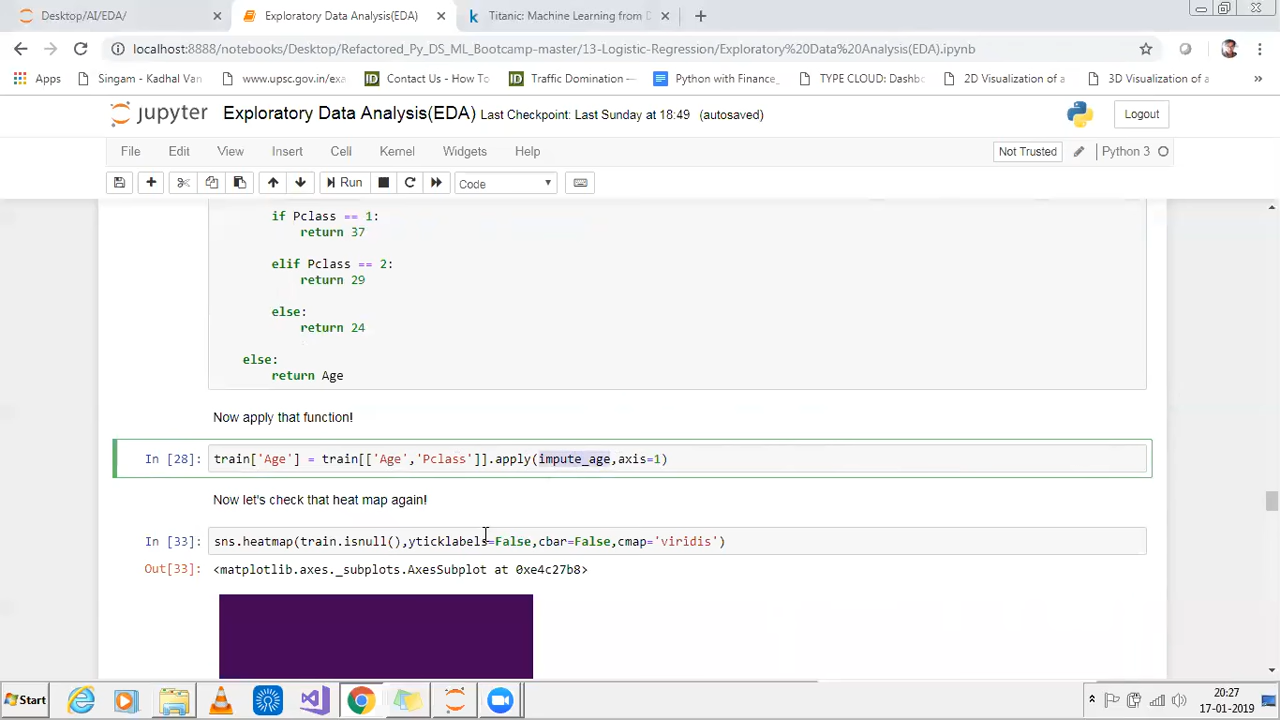 Desktop/AI/EDA/
Exploratory Data Analysis(EDA)
Titanic: Machine Learning from D
localhost:8888/notebooks/Desktop/Refactored_Py_DS_ML_Bootcamp-master/13-Logistic-Regression/Exploratory%20Data%20Analysis(EDA).ipynb
Apps
Singam - Kadhal Van
www.upsc.gov.in/exa
Contact Us - How To
Traffic Domination –
Python with Finance
TYPE CLOUD: Dashbo
2D Visualization of a
3D Visualization of a
jupyter
Exploratory Data Analysis(EDA)
Last Checkpoint: Last Sunday at 18:49 (autosaved)
Logout
File
Edit
View
Insert
Cell
Kernel
Widgets
Help
Not Trusted
Python 3
Run
Code
if Pclass == 1:
return 37
elif Pclass == 2:
return 29
else:
return 24
else:
return Age
Now apply that function!
In [28]
train['Age'] = train[['Age','Pclass']].apply(impute_age,axis=1)
Now let's check that heat map again!
In [33]
sns.heatmap(train.isnull(),yticklabels=False,cbar=False,cmap='viridis')
Out[33]
<matplotlib.axes._subplots.AxesSubplot at 0xe4c27b8>
Start
20:27
17-01-2019